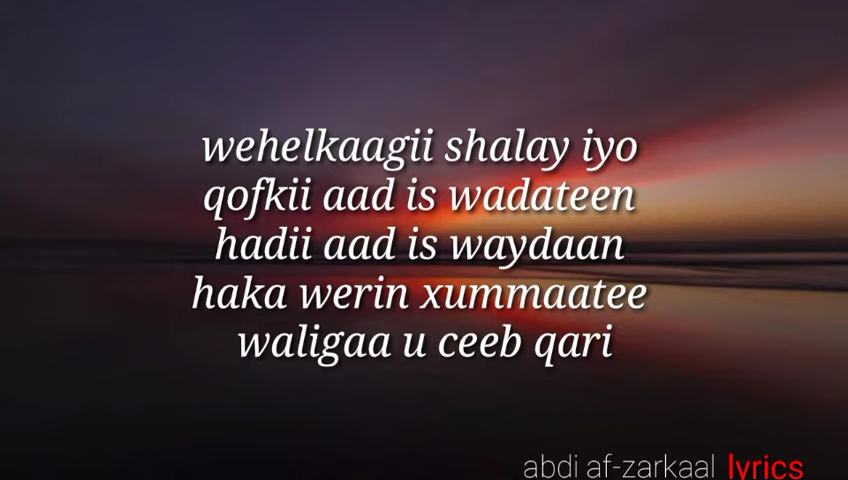 wehelkaagii shalay iyo
qofkii aad is wadateen
hadii aad is waydaan
haka werin xummaatee
waligaa u ceeb qari
abdi af-zarkaal lyrics